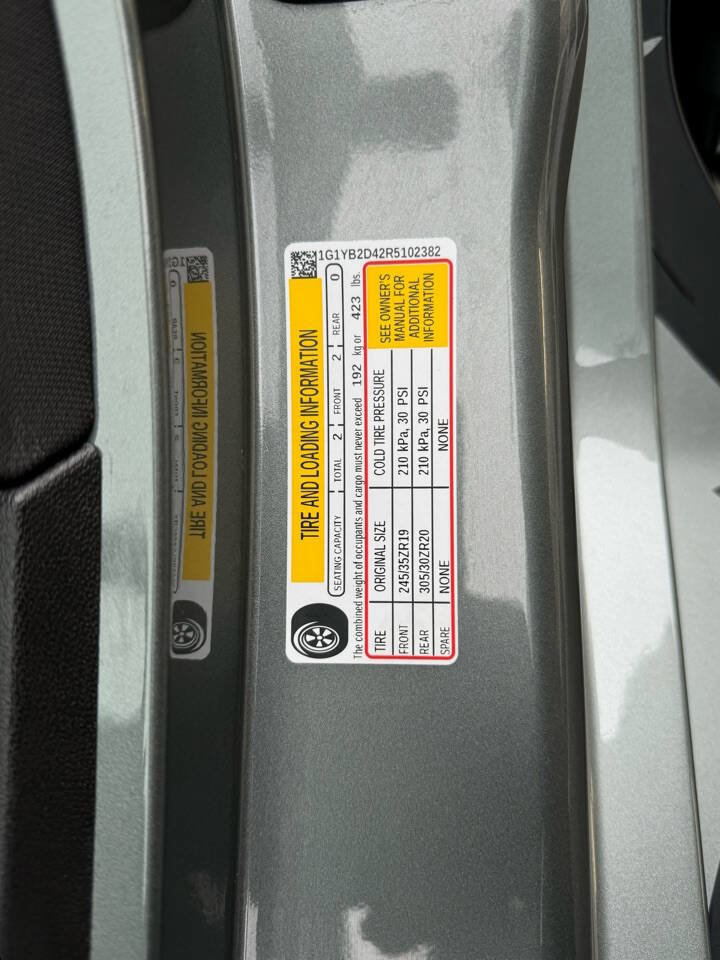 1G1YB2D42R5102382
TIRE AND LOADING INFORMATION
SEATING CAPACITY TOTAL 2 FRONT 2 REAR 0
The combined weight of occupants and cargo must never exceed 192 kg or 423 lbs.
TIRE ORIGINAL SIZE COLD TIRE PRESSURE
FRONT 245/35ZR19 210 kPa, 30 PSI
REAR 305/30ZR20 210 kPa, 30 PSI
SPARE NONE NONE
SEE OWNER'S
MANUAL FOR
ADDITIONAL
INFORMATION
TIRE AND LOADING INFORMATION